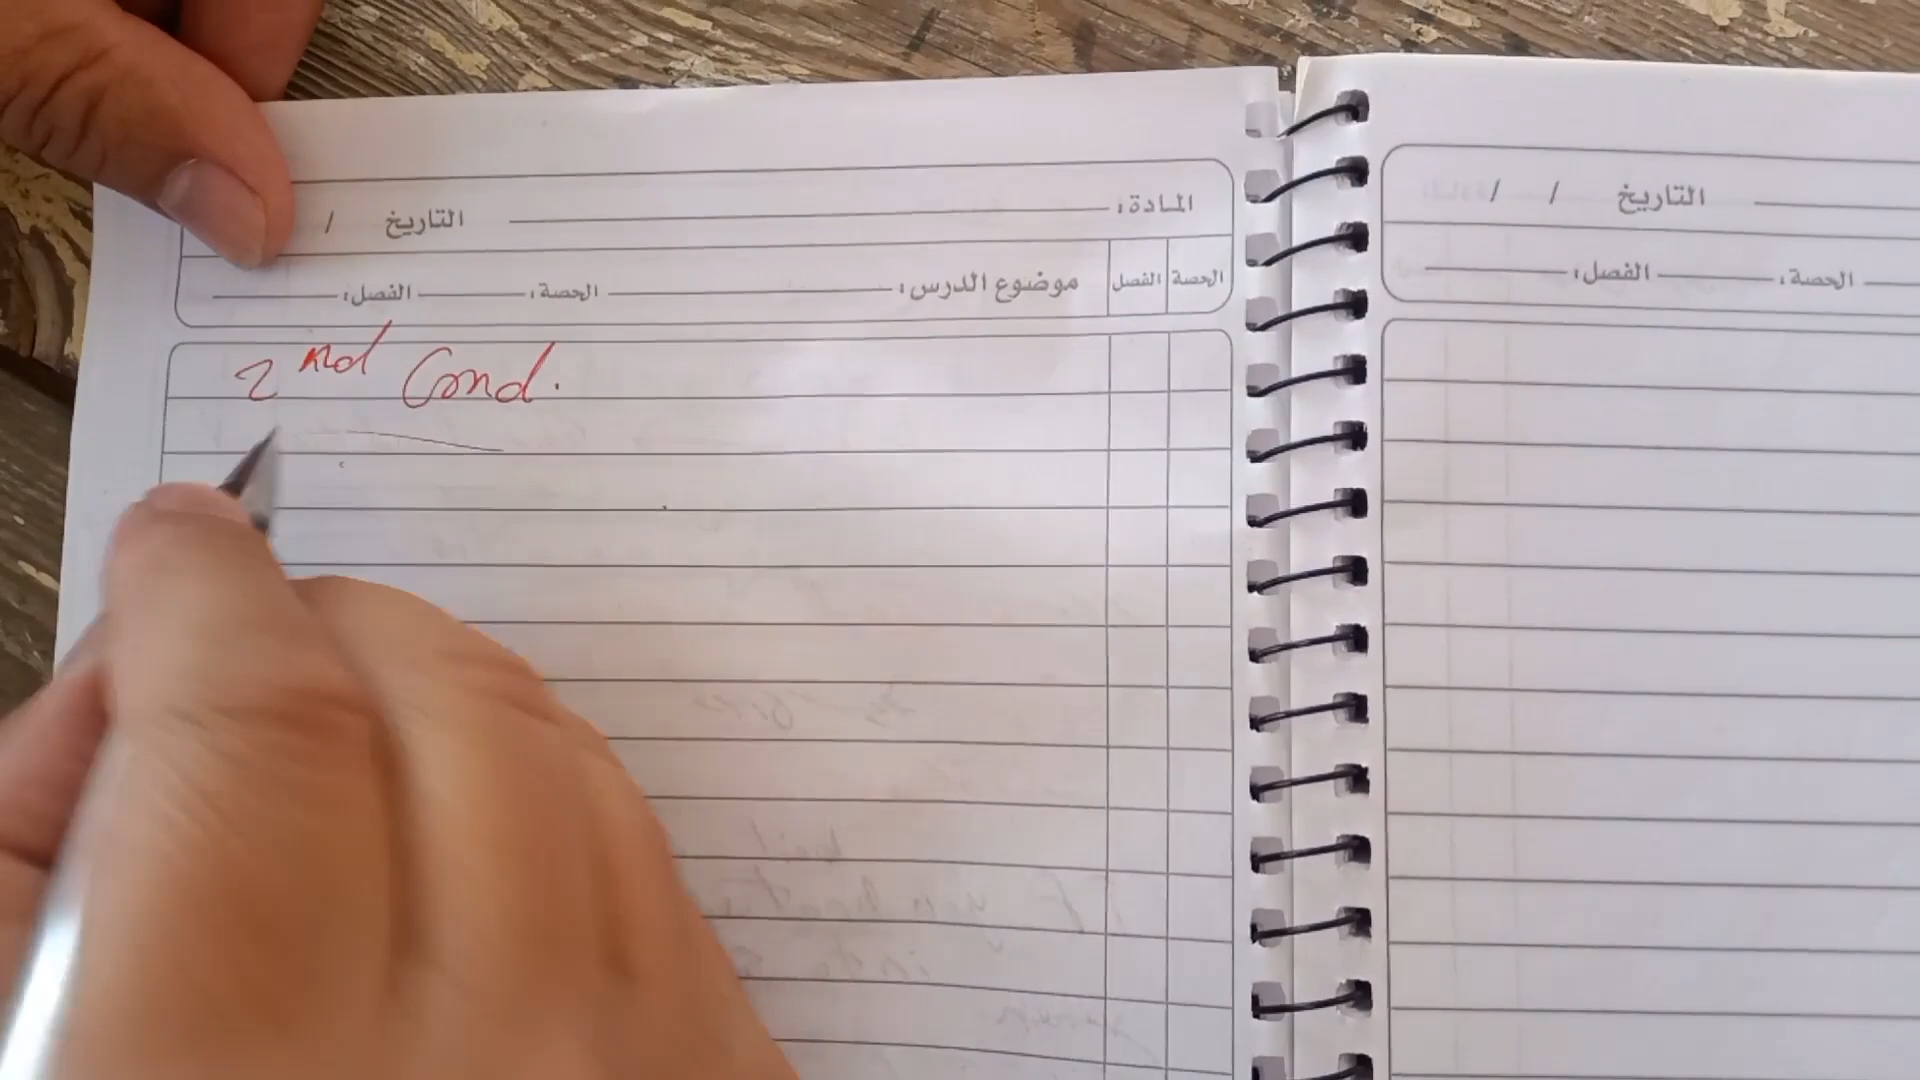 المادة: التاريخ /
الحصة الفصل موضوع الدرس: الحصة: الفصل:
2nd Cond.
التاريخ / /
الحصة: الفصل: